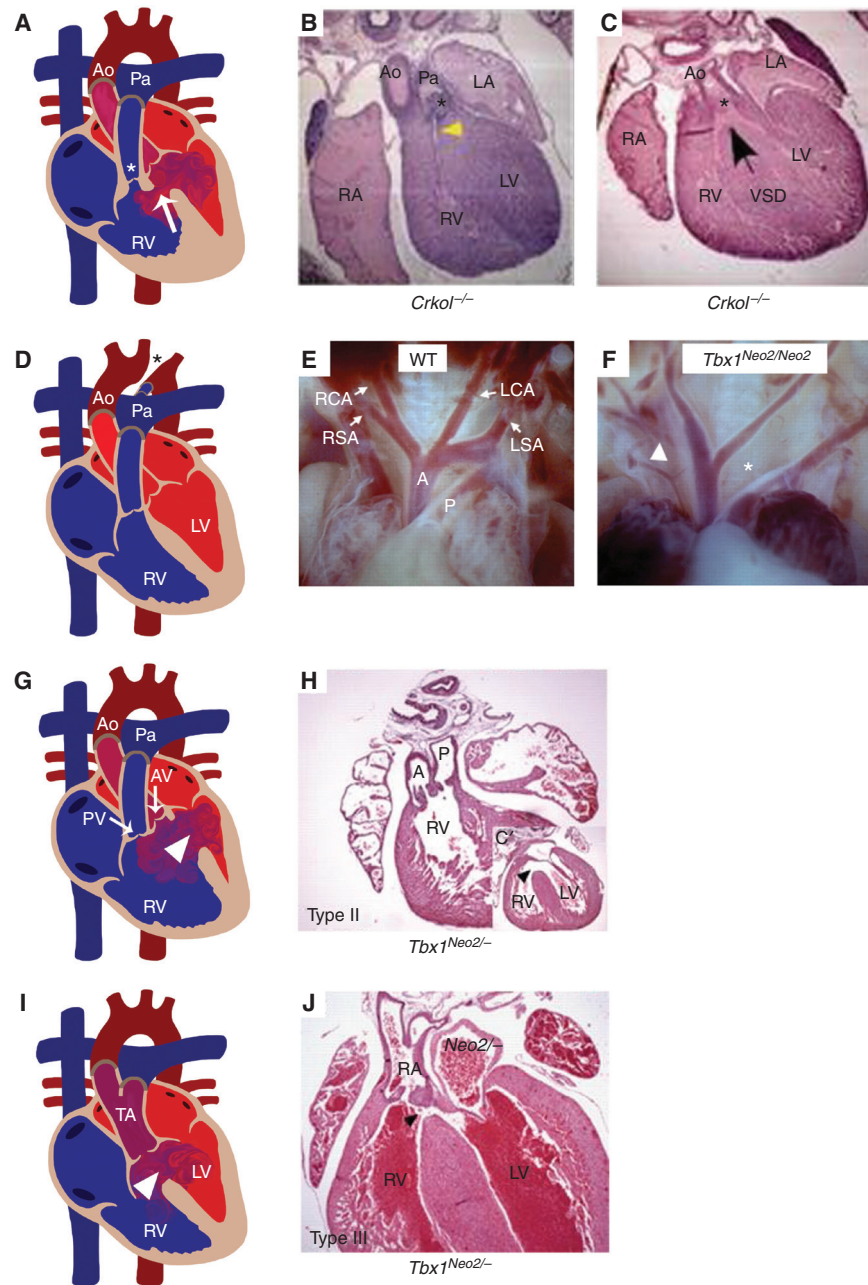 A
Ao
Pa
*
RV
B
Ao
Pa
LA
*
RA
LV
RV
Crkol–/–
C
Ao
LA
*
RA
LV
RV
VSD
Crkol–/–
D
*
Ao
Pa
LV
RV
E
WT
RCA
LCA
RSA
LSA
A
P
F
Tbx1Neo2/Neo2
*
G
Ao
Pa
AV
PV
RV
H
P
A
RV
C′
RV
LV
Type II
Tbx1Neo2/–
I
TA
LV
RV
J
Neo2/–
RA
RV
LV
Type III
Tbx1Neo2/–